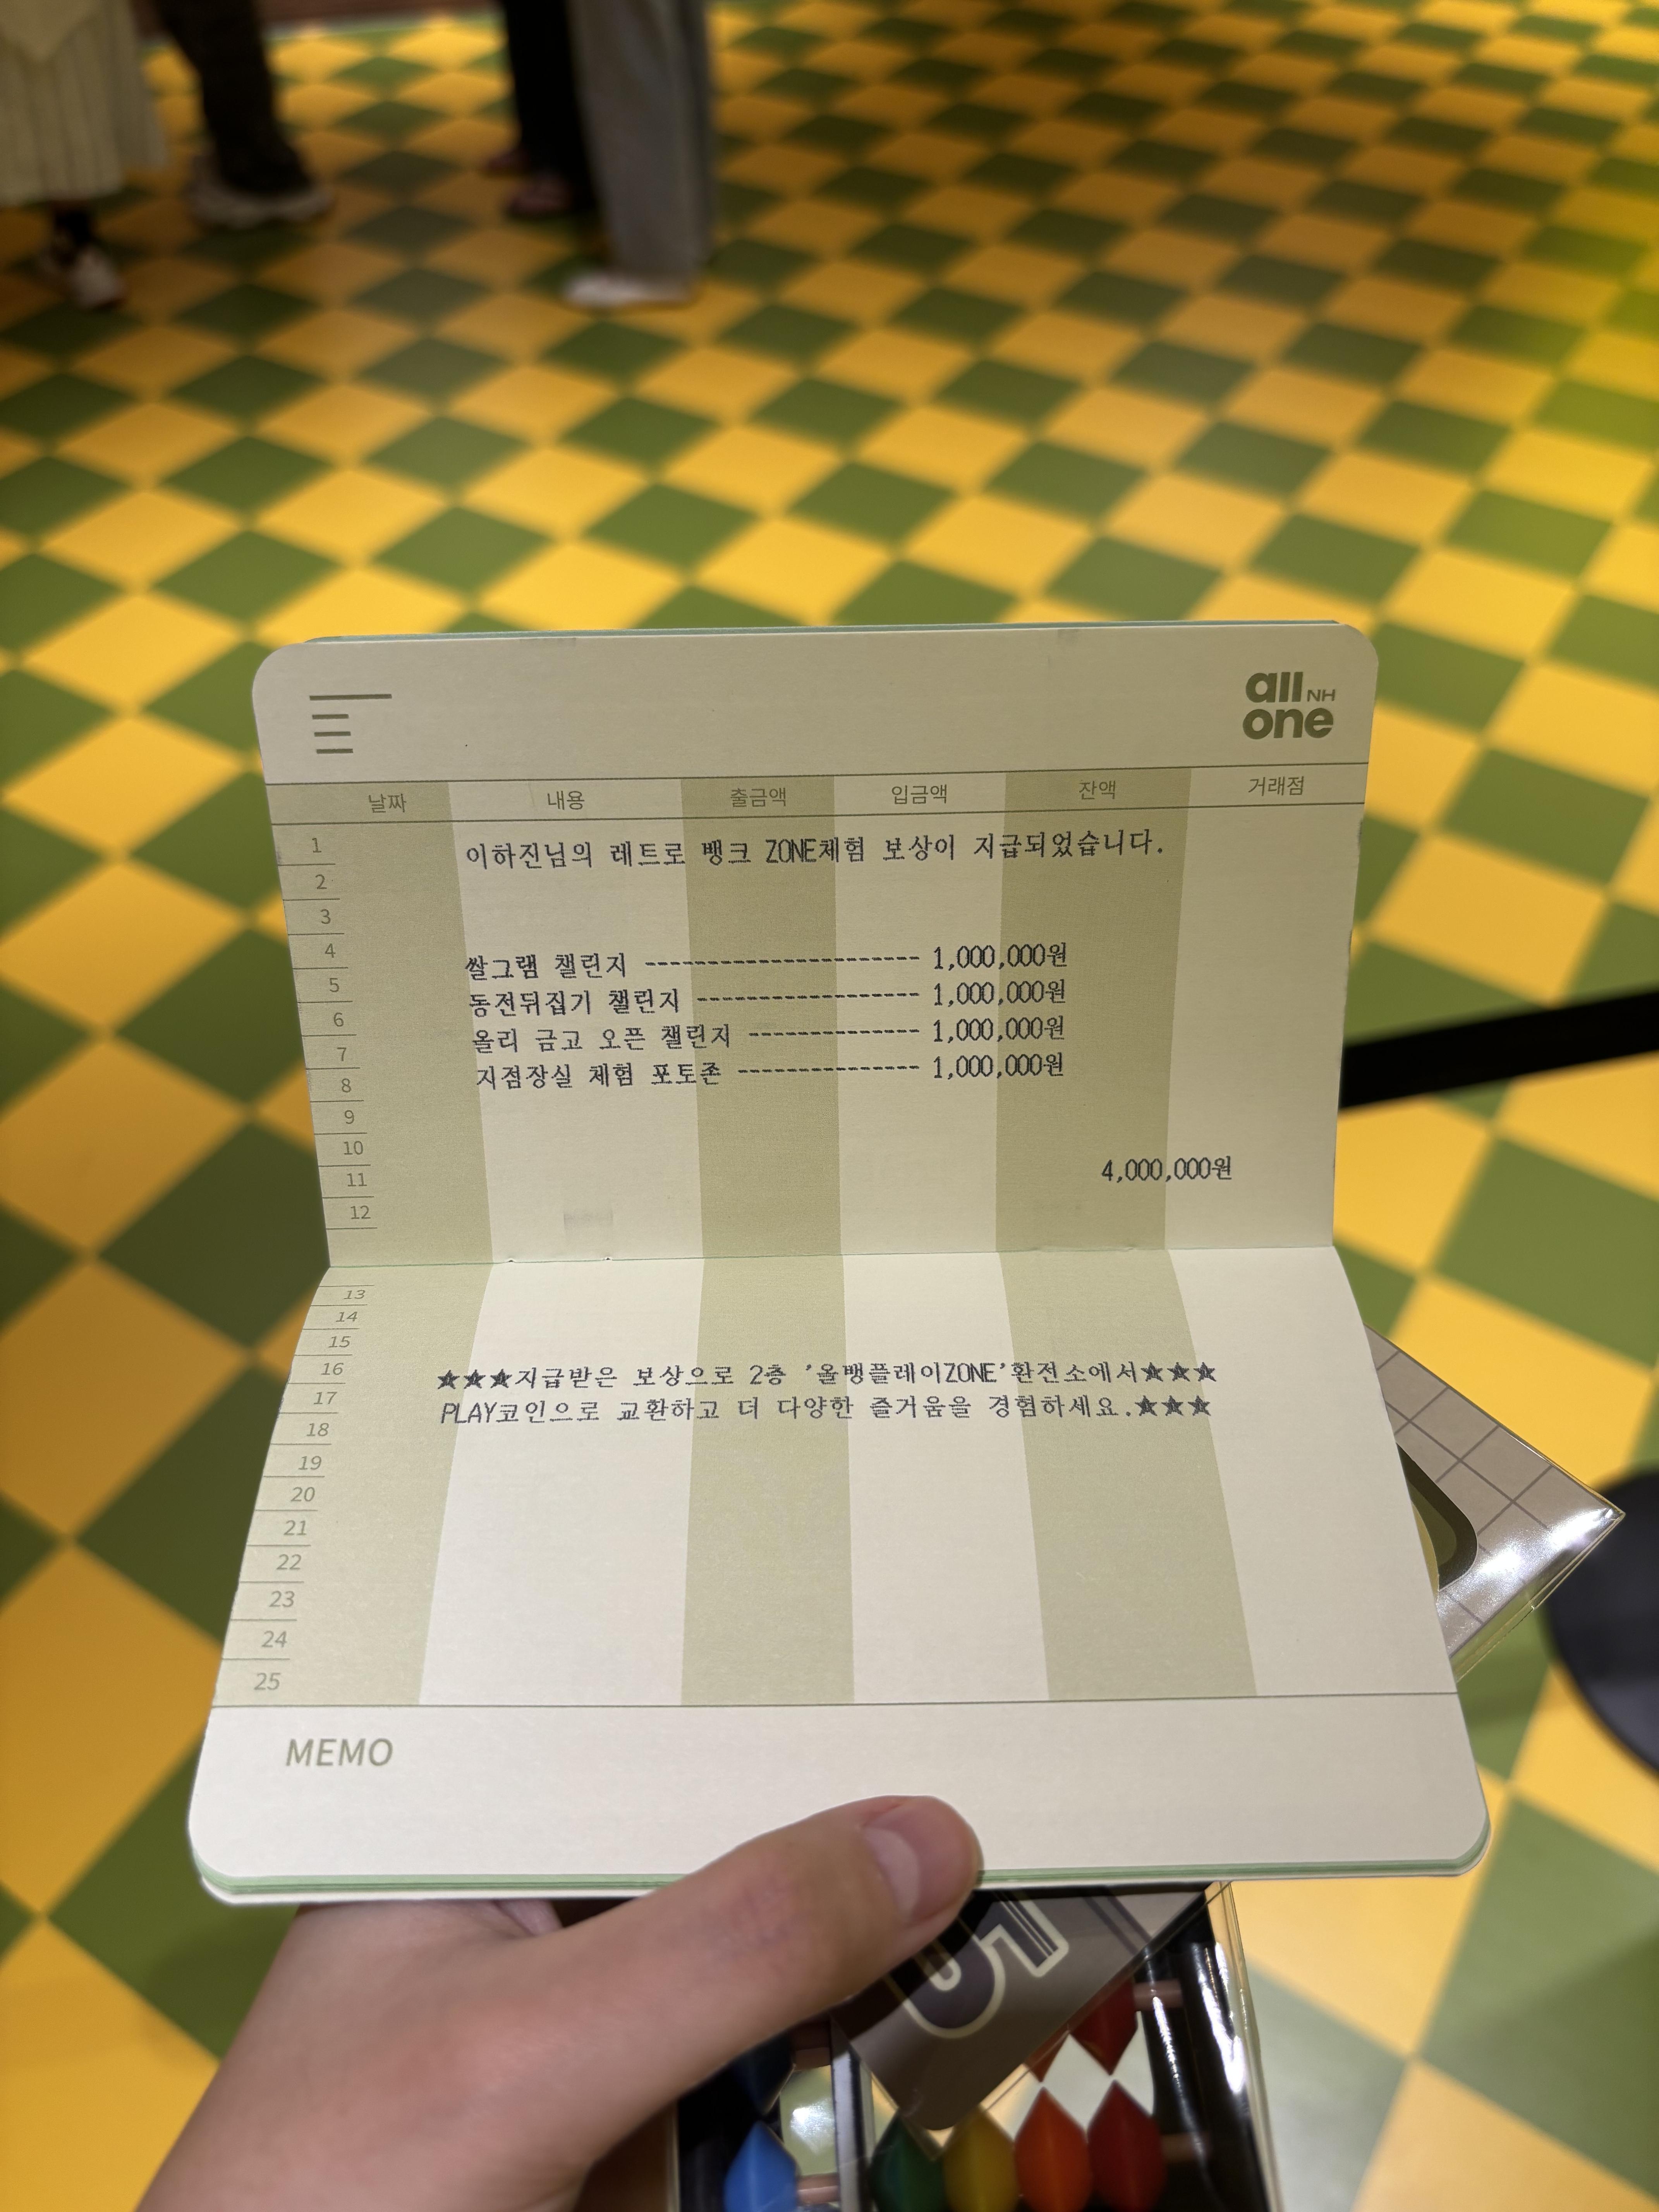 all NH
one
날짜 내용 출금액 입금액 잔액 거래점
1 이하진님의 레트로 뱅크 ZONE체험 보상이 지급되었습니다.
2
3
4 쌀그램 챌린지 ---------------------- 1,000,000원
5 동전뒤집기 챌린지 ------------------ 1,000,000원
6 올리 금고 오픈 챌린지 -------------- 1,000,000원
7 지점장실 체험 포토존 --------------- 1,000,000원
8
9
10 4,000,000원
11
12
13
14
15
16 ★★★지급받은 보상으로 2층 '올뱅플레이ZONE'환전소에서★★★
17 PLAY코인으로 교환하고 더 다양한 즐거움을 경험하세요.★★★
18
19
20
21
22
23
24
25
MEMO